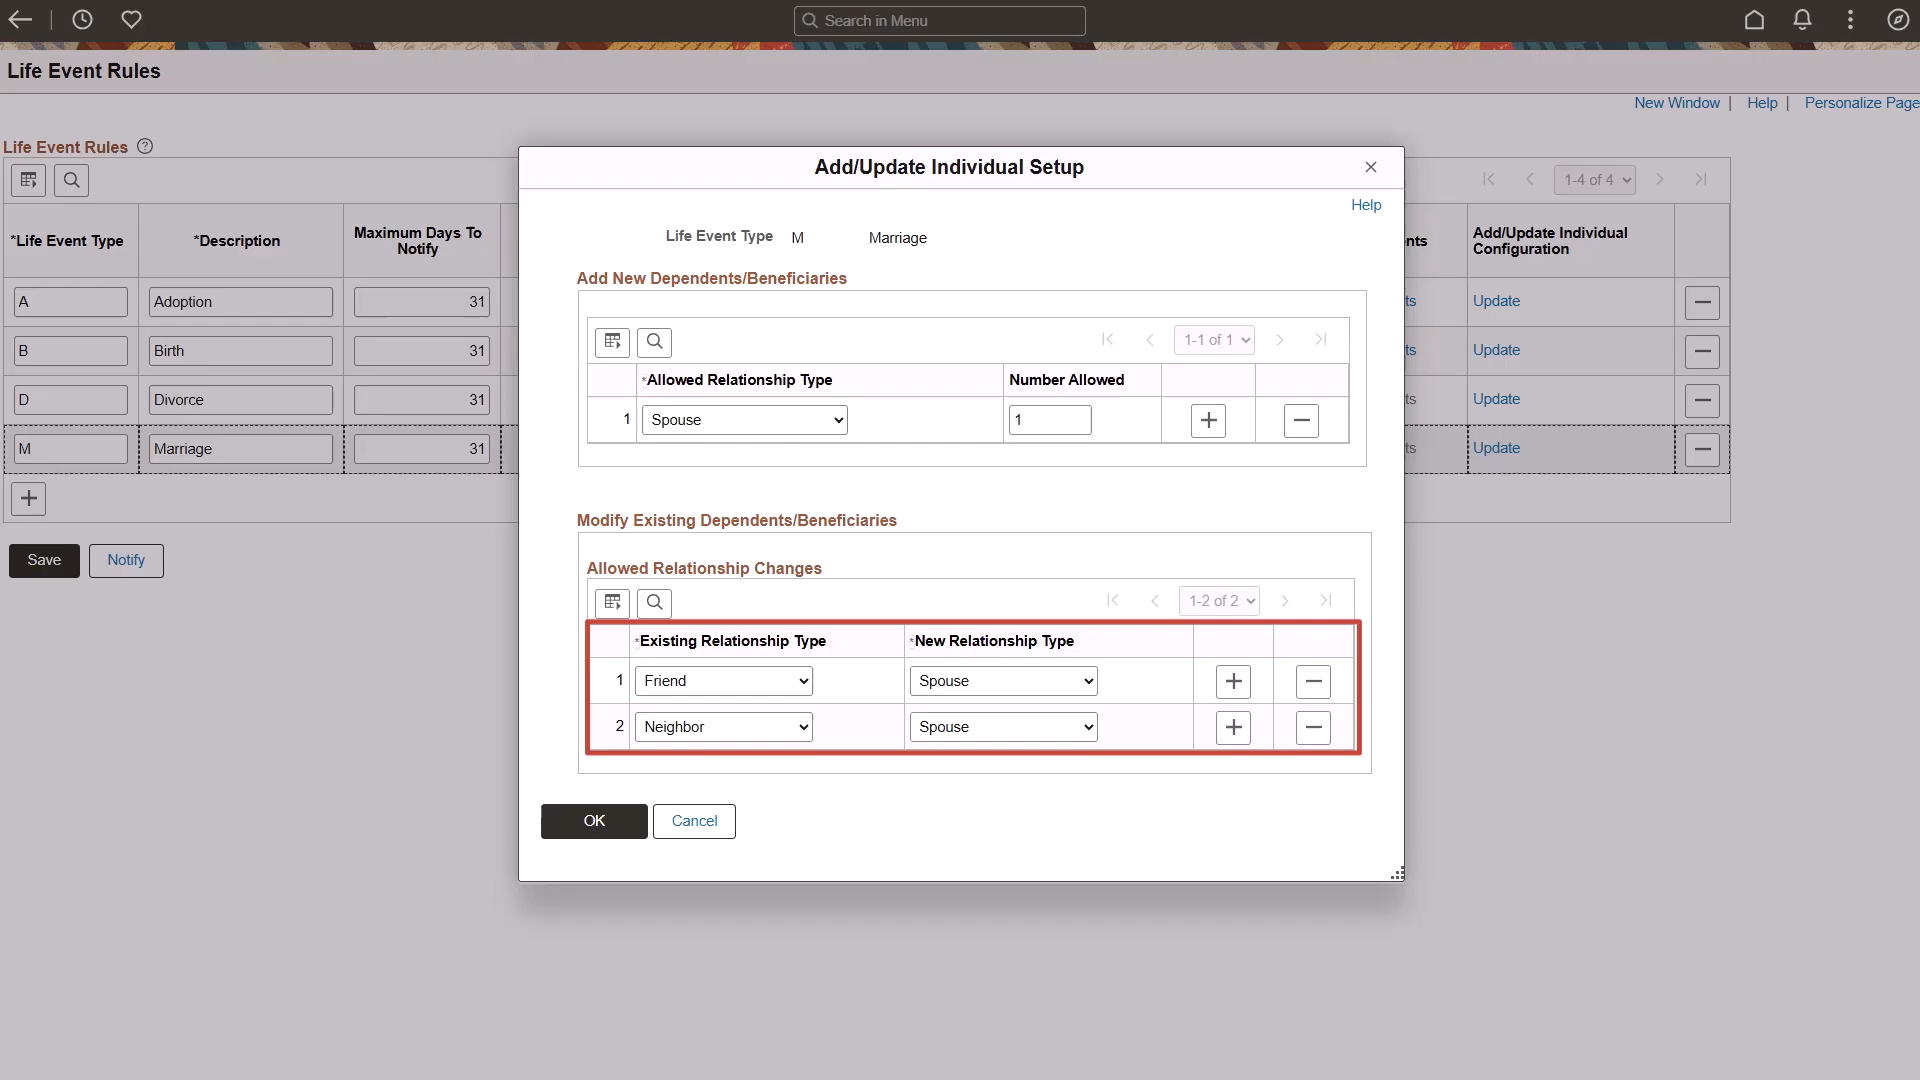 Search in Menu
Life Event Rules
New Window | Help | Personalize Page
Life Event Rules
1-4 of 4
*Life Event Type *Description Maximum Days To Notify nts Add/Update Individual Configuration
A Adoption 31 ts Update
B Birth 31 ts Update
D Divorce 31 ts Update
M Marriage 31 ts Update
Save Notify
Add/Update Individual Setup
Help
Life Event Type M Marriage
Add New Dependents/Beneficiaries
1-1 of 1
*Allowed Relationship Type Number Allowed
1 Spouse 1
Modify Existing Dependents/Beneficiaries
Allowed Relationship Changes
1-2 of 2
*Existing Relationship Type *New Relationship Type
1 Friend Spouse
2 Neighbor Spouse
OK Cancel